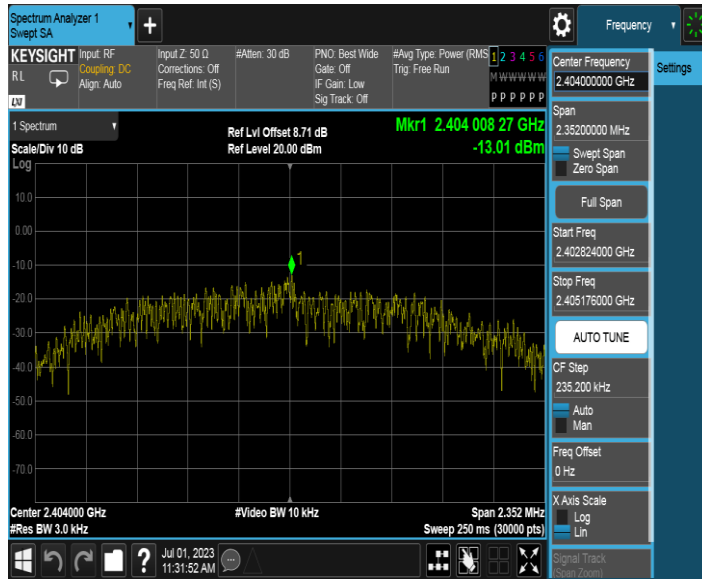 Spectrum Analyzer 1
Swept SA
+
Frequency
KEYSIGHT
RL
LXI
Input: RF
Coupling: DC
Align: Auto
Input Z: 50 Ω
Corrections: Off
Freq Ref: Int (S)
#Atten: 30 dB
PNO: Best Wide
Gate: Off
IF Gain: Low
Sig Track: Off
#Avg Type: Power (RMS
Trig: Free Run
1 2 3 4 5 6
M W W W W W
P P P P P P
1 Spectrum
Scale/Div 10 dB
Log
Ref Lvl Offset 8.71 dB
Ref Level 20.00 dBm
Mkr1 2.404 008 27 GHz
-13.01 dBm
10.0
0.00
-10.0
-20.0
-30.0
-40.0
-50.0
-60.0
-70.0
1
Center 2.404000 GHz
#Res BW 3.0 kHz
#Video BW 10 kHz
Span 2.352 MHz
Sweep 250 ms (30000 pts)
Jul 01, 2023
11:31:52 AM
?
Center Frequency
2.404000000 GHz
Span
2.35200000 MHz
Swept Span
Zero Span
Full Span
Start Freq
2.402824000 GHz
Stop Freq
2.405176000 GHz
AUTO TUNE
CF Step
235.200 kHz
Auto
Man
Freq Offset
0 Hz
X Axis Scale
Log
Lin
Signal Track
(Span Zoom)
Settings